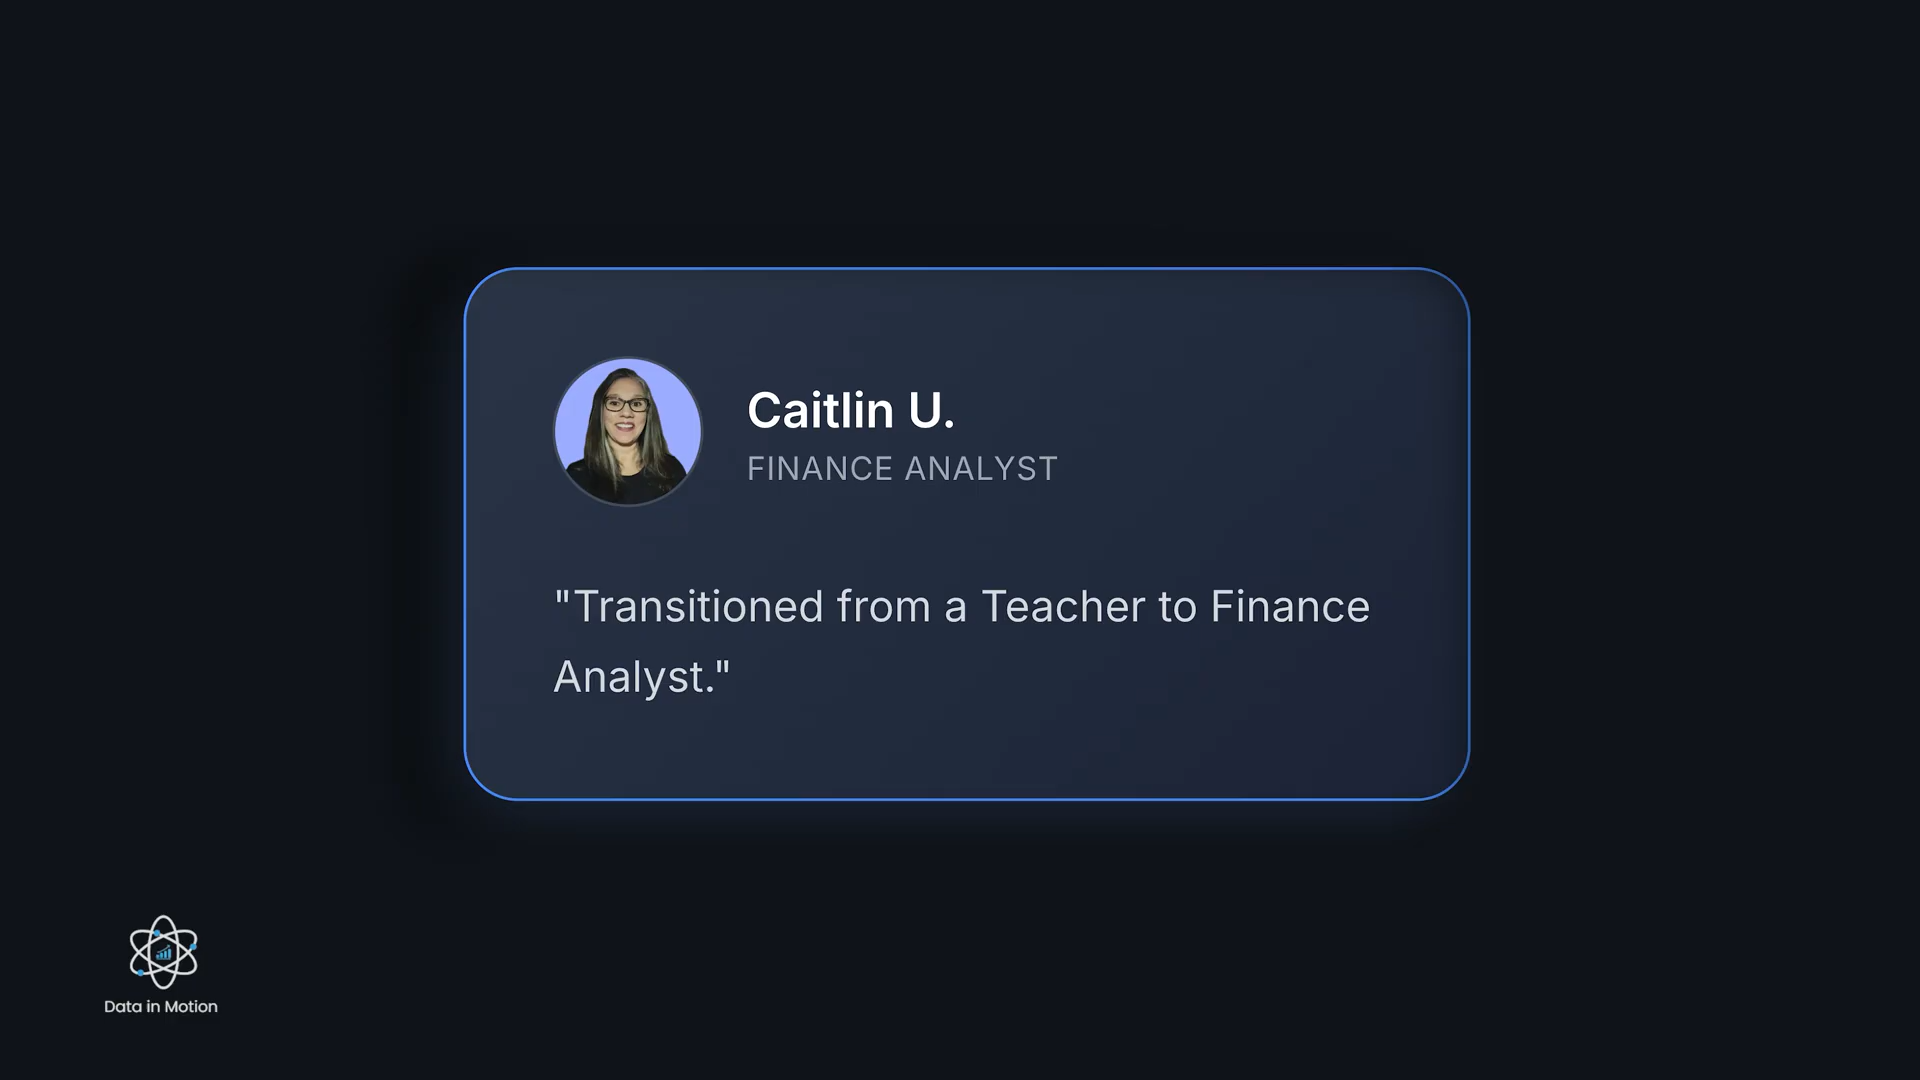 Caitlin U.
FINANCE ANALYST
"Transitioned from a Teacher to Finance
Analyst."
Data in Motion